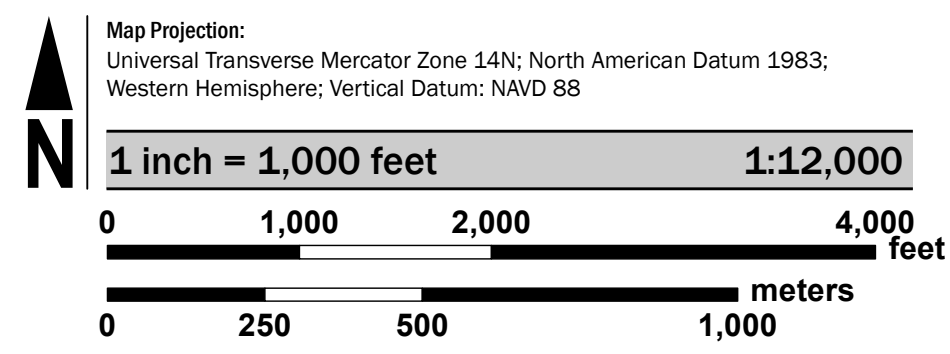 N
Map Projection:
Universal Transverse Mercator Zone 14N; North American Datum 1983;
Western Hemisphere; Vertical Datum: NAVD 88
1 inch = 1,000 feet 1:12,000
0 1,000 2,000 4,000
feet
meters
0 250 500 1,000